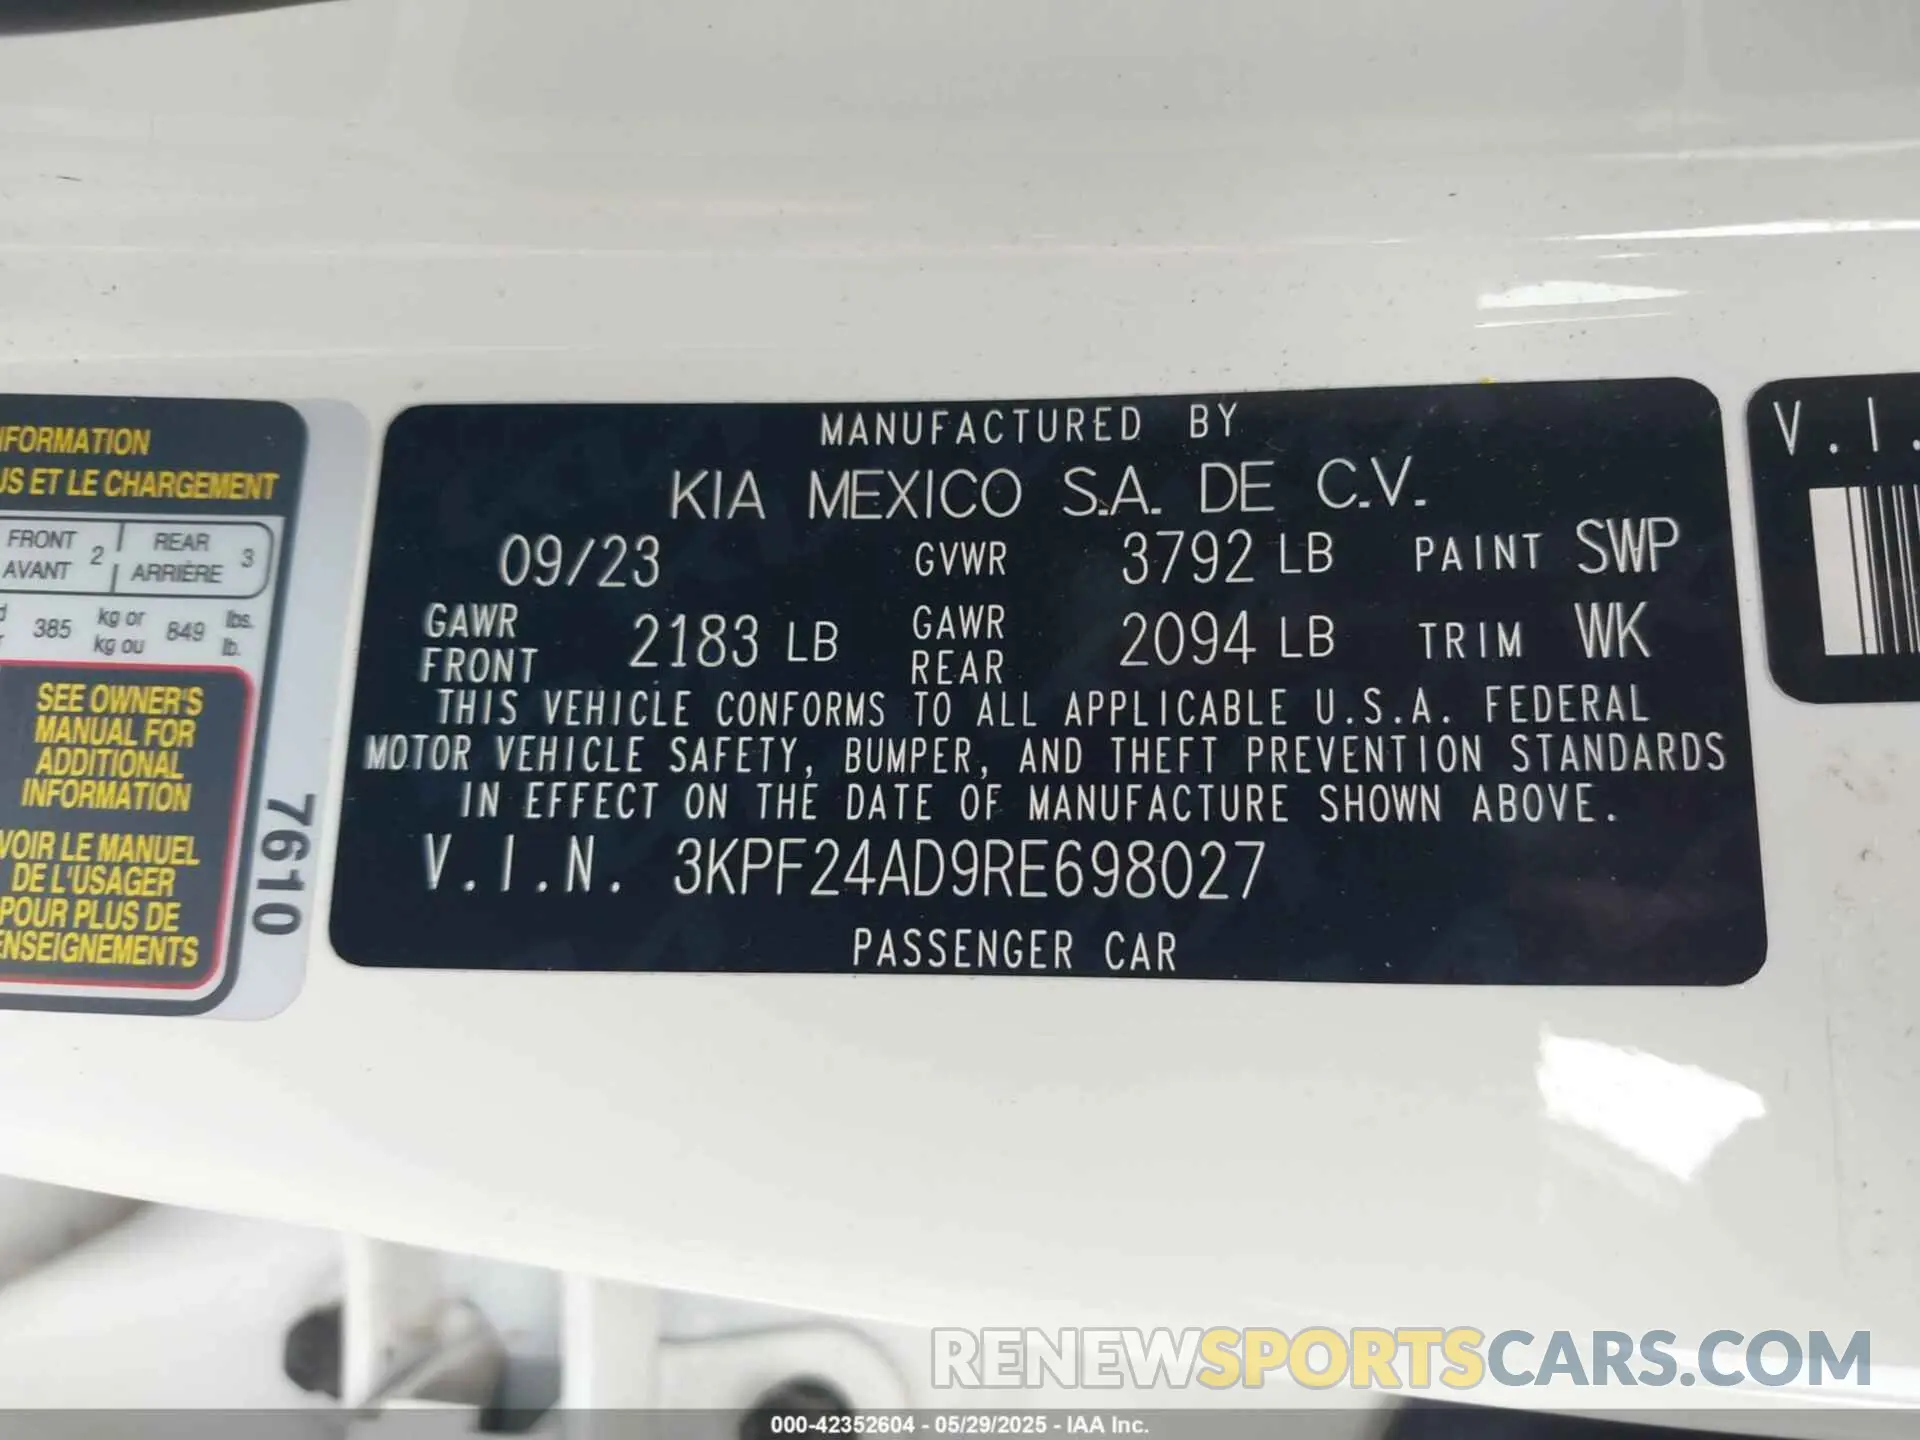 NFORMATION
US ET LE CHARGEMENT
FRONT
AVANT
2
REAR
ARRIÈRE
3
385
kg or
kg ou
849
lbs.
lb.
SEE OWNER'S
MANUAL FOR
ADDITIONAL
INFORMATION
VOIR LE MANUEL
DE L'USAGER
POUR PLUS DE
ENSEIGNEMENTS
7610
MANUFACTURED BY
KIA MEXICO S.A. DE C.V.
09/23 GVWR 3792 LB PAINT SWP
GAWR FRONT 2183 LB GAWR REAR 2094 LB TRIM WK
THIS VEHICLE CONFORMS TO ALL APPLICABLE U.S.A. FEDERAL
MOTOR VEHICLE SAFETY, BUMPER, AND THEFT PREVENTION STANDARDS
IN EFFECT ON THE DATE OF MANUFACTURE SHOWN ABOVE.
V.I.N. 3KPF24AD9RE698027
PASSENGER CAR
V.I.
RENEWSPORTSCARS.COM
000-42352604 - 05/29/2025 - IAA Inc.